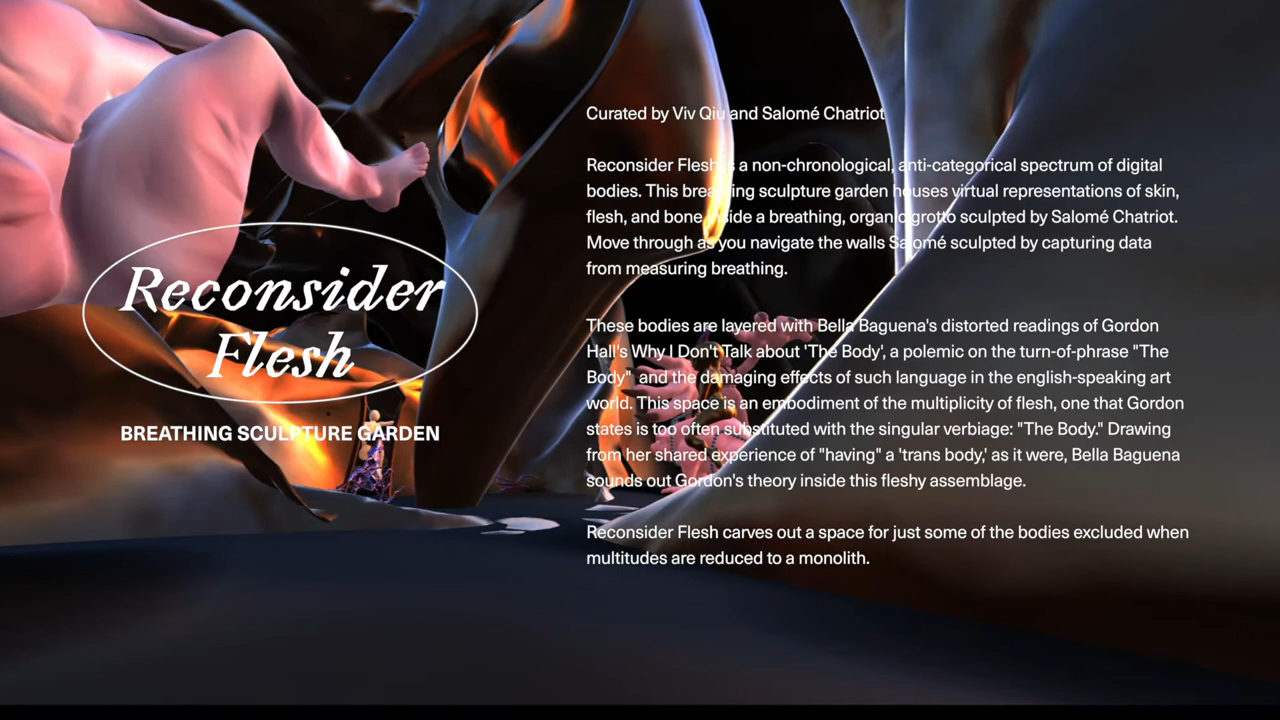 Reconsider
Flesh
BREATHING SCULPTURE GARDEN
Curated by Viv Qiu and Salomé Chatriot
Reconsider Flesh is a non-chronological, anti-categorical spectrum of digital
bodies. This breathing sculpture garden houses virtual representations of skin,
flesh, and bone inside a breathing, organic grotto sculpted by Salomé Chatriot.
Move through as you navigate the walls Salomé sculpted by capturing data
from measuring breathing.
These bodies are layered with Bella Baguena's distorted readings of Gordon
Hall's Why I Don't Talk about 'The Body', a polemic on the turn-of-phrase "The
Body"  and the damaging effects of such language in the english-speaking art
world. This space is an embodiment of the multiplicity of flesh, one that Gordon
states is too often substituted with the singular verbiage: "The Body." Drawing
from her shared experience of "having" a 'trans body,' as it were, Bella Baguena
sounds out Gordon's theory inside this fleshy assemblage.
Reconsider Flesh carves out a space for just some of the bodies excluded when
multitudes are reduced to a monolith.